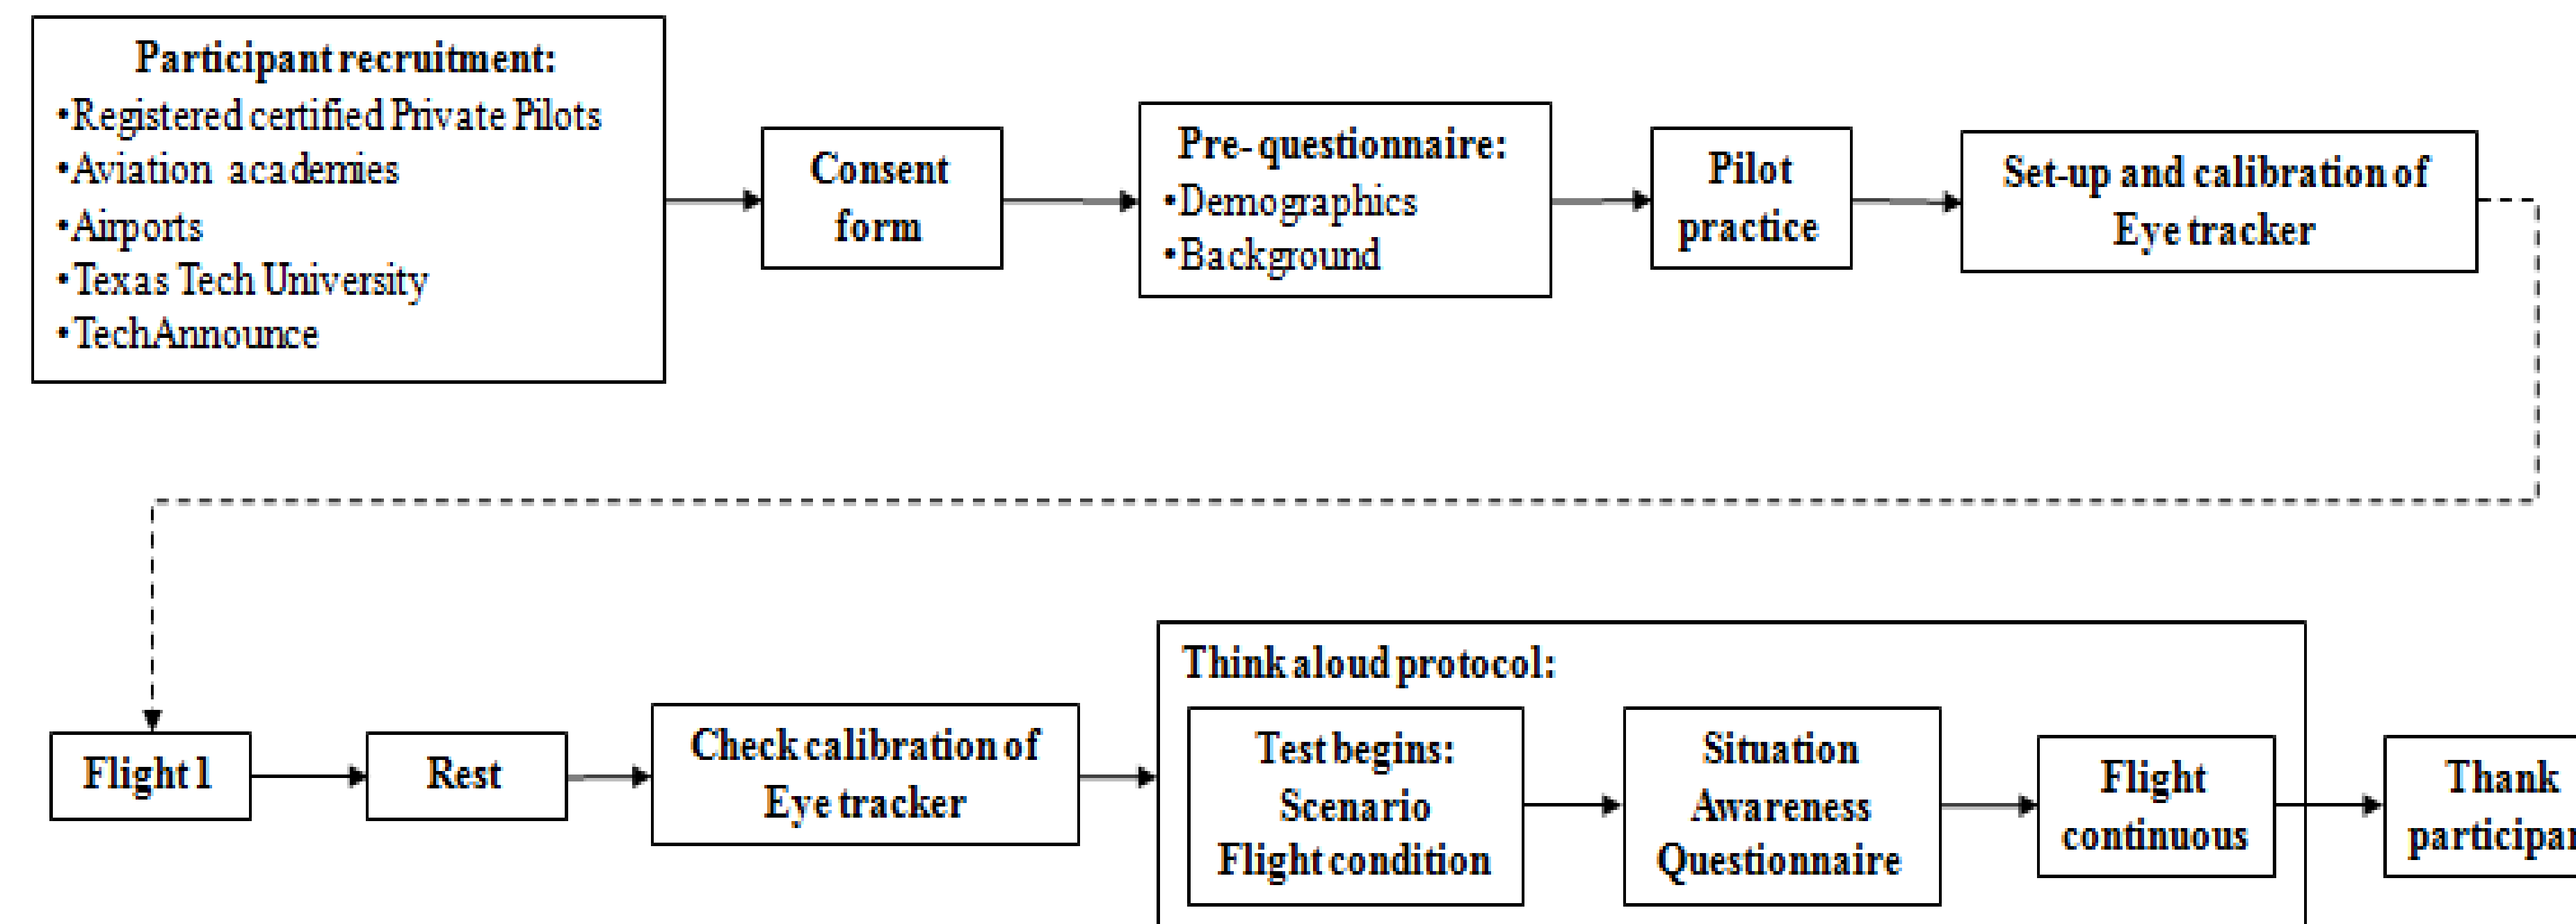 Participant recruitment:
•Registered certified Private Pilots
•Aviation academies
•Airports
•Texas Tech University
•TechAnnounce
Consent
form
Pre- questionnaire:
•Demographics
•Background
Pilot
practice
Set-up and calibration of
Eye tracker
Flight 1
Rest
Check calibration of
Eye tracker
Think aloud protocol:
Test begins:
Scenario
Flight condition
Situation
Awareness
Questionnaire
Flight
continuous
Thank